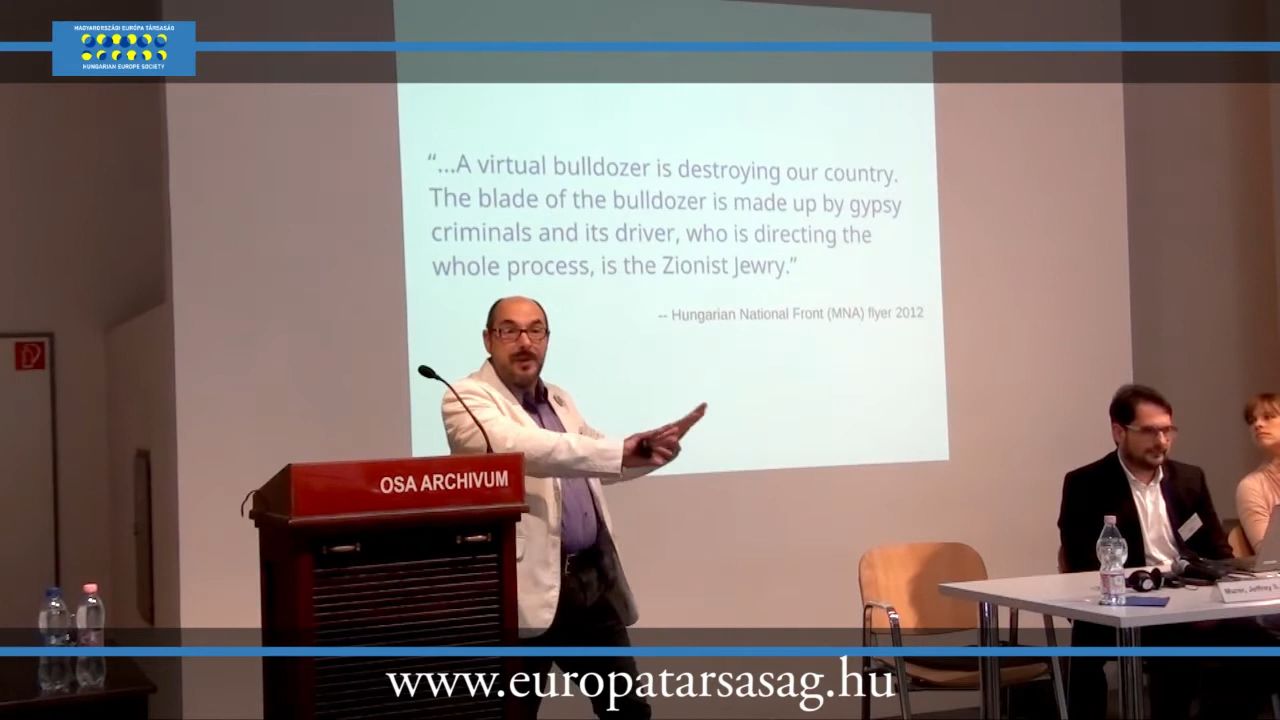 MAGYARORSZÁGI EURÓPA TÁRSASÁG
HUNGARIAN EUROPE SOCIETY
“...A virtual bulldozer is destroying our country.
The blade of the bulldozer is made up by gypsy
criminals and its driver, who is directing the
whole process, is the Zionist Jewry.”
-- Hungarian National Front (MNA) flyer 2012
OSA ARCHIVUM
Murer, Jeffrey
www.europatarsasag.hu